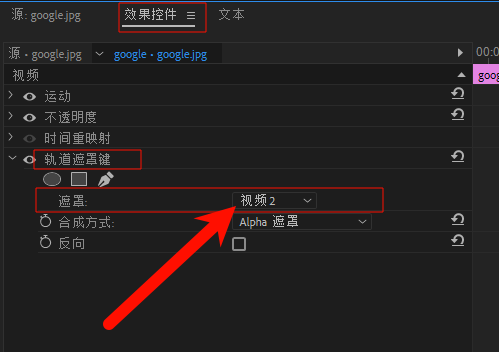 源: google.jpg 效果控件 文本
源 - google.jpg google - google.jpg 00:0
视频 goog
运动
不透明度
时间重映射
轨道遮罩键
遮罩: 视频 2
合成方式: Alpha 遮罩
反向